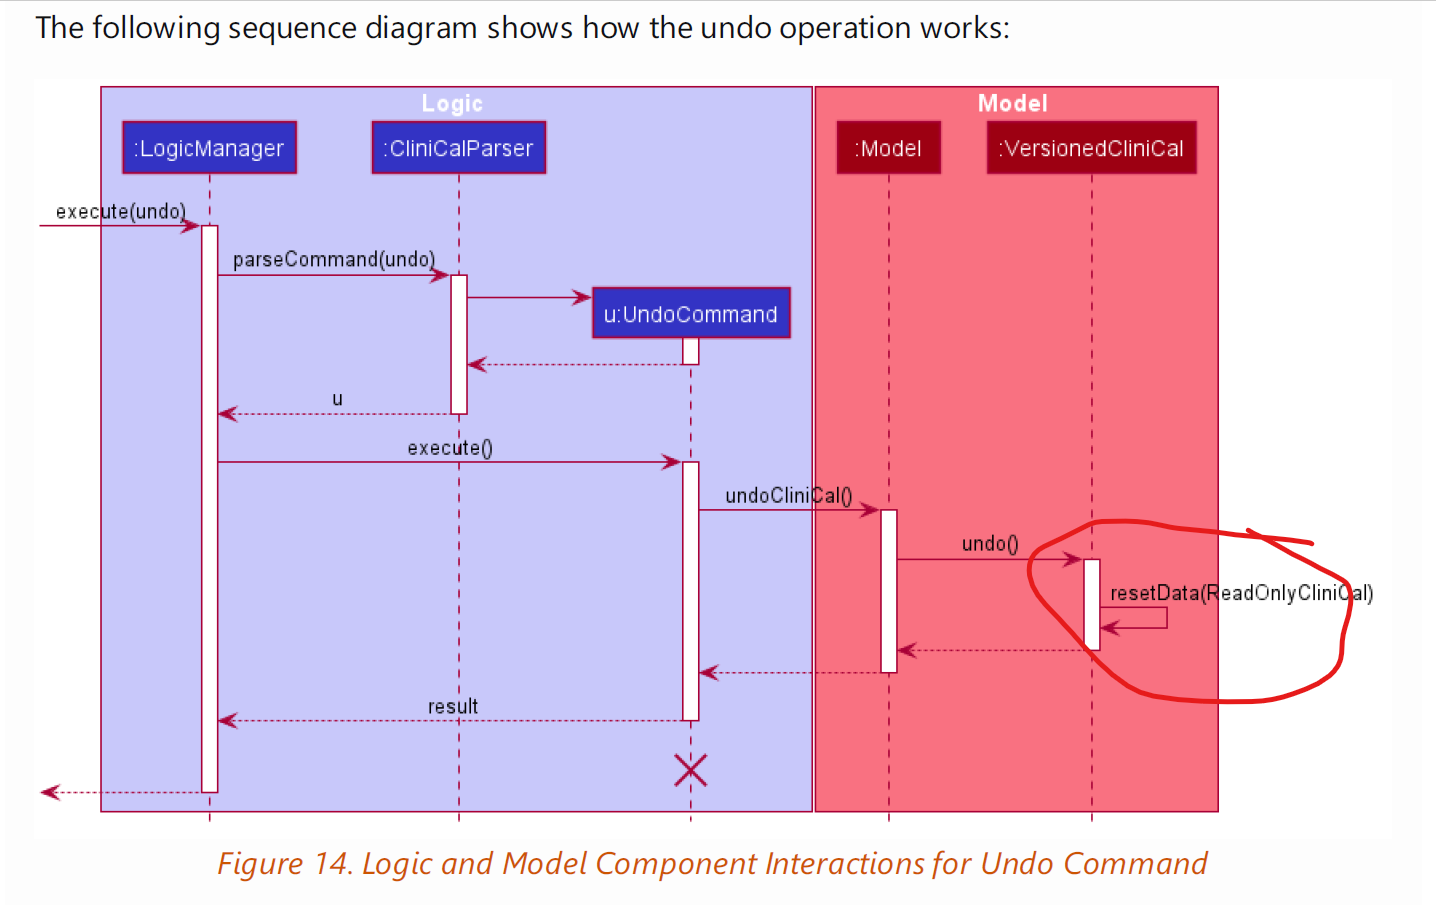 The following sequence diagram shows how the undo operation works:
Logic
Model
:LogicManager
:CliniCalParser
:Model
:VersionedCliniCal
execute(undo)
parseCommand(undo)
u:UndoCommand
u
execute()
undoCliniCal()
undo()
resetData(ReadOnlyCliniCal)
result
Figure 14. Logic and Model Component Interactions for Undo Command